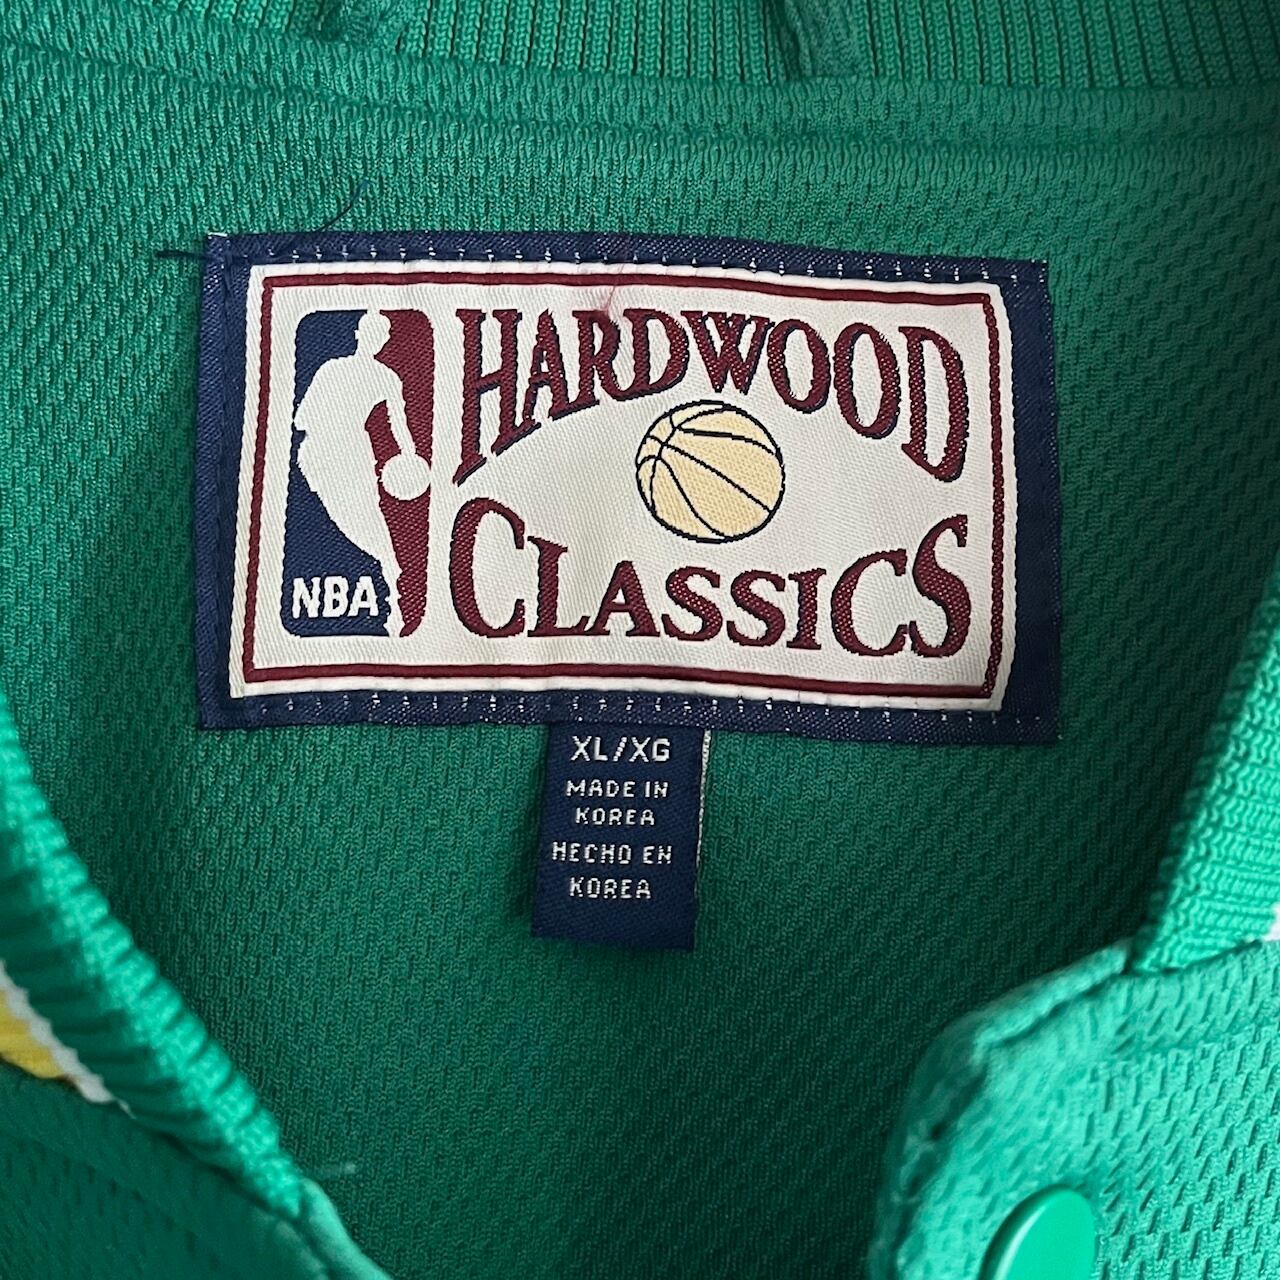 HARDWOOD
CLASSICS
NBA
XL/XG
MADE IN
KOREA
HECHO EN
KOREA